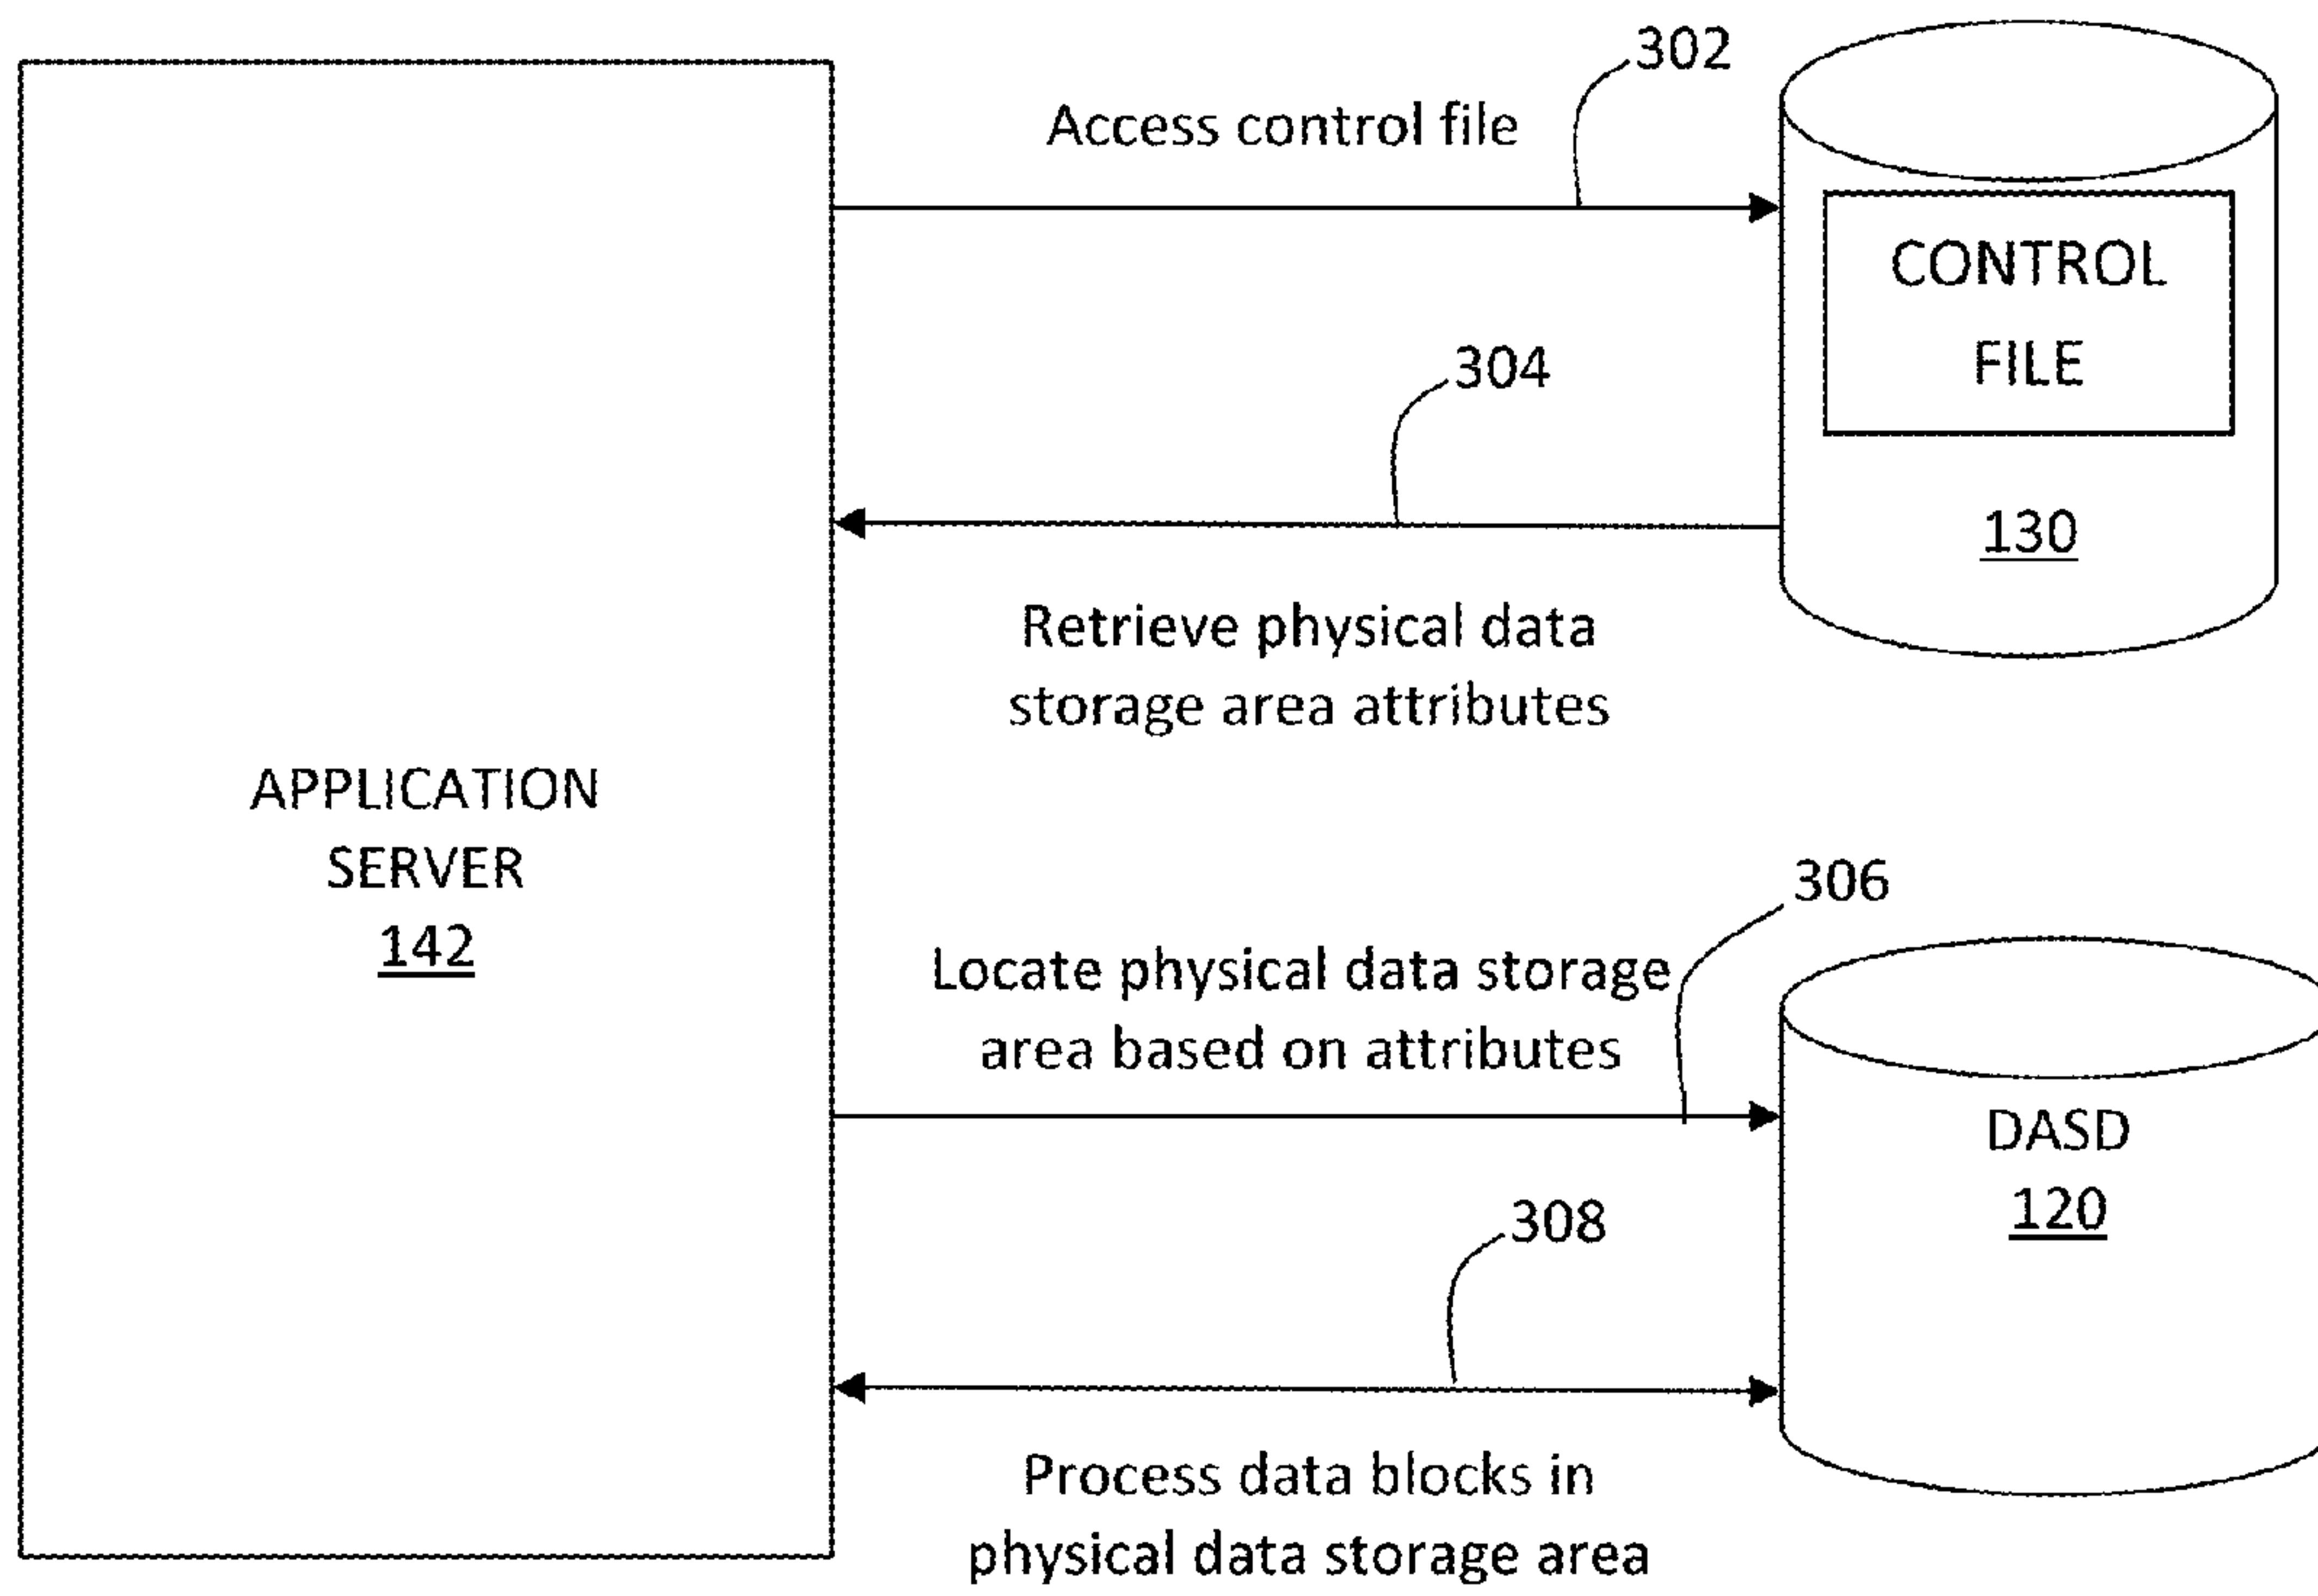 302
Access control file
CONTROL
FILE
304
130
Retrieve physical data
storage area attributes
APPLICATION
SERVER
142
306
Locate physical data storage
area based on attributes
DASD
120
308
Process data blocks in
physical data storage area